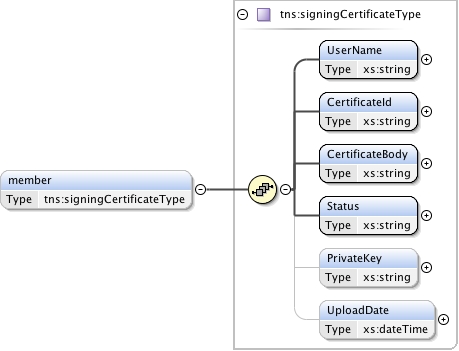 tns:signingCertificateType
UserName
Type xs:string
CertificateId
Type xs:string
CertificateBody
Type xs:string
member
Type tns:signingCertificateType
Status
Type xs:string
PrivateKey
Type xs:string
UploadDate
Type xs:dateTime